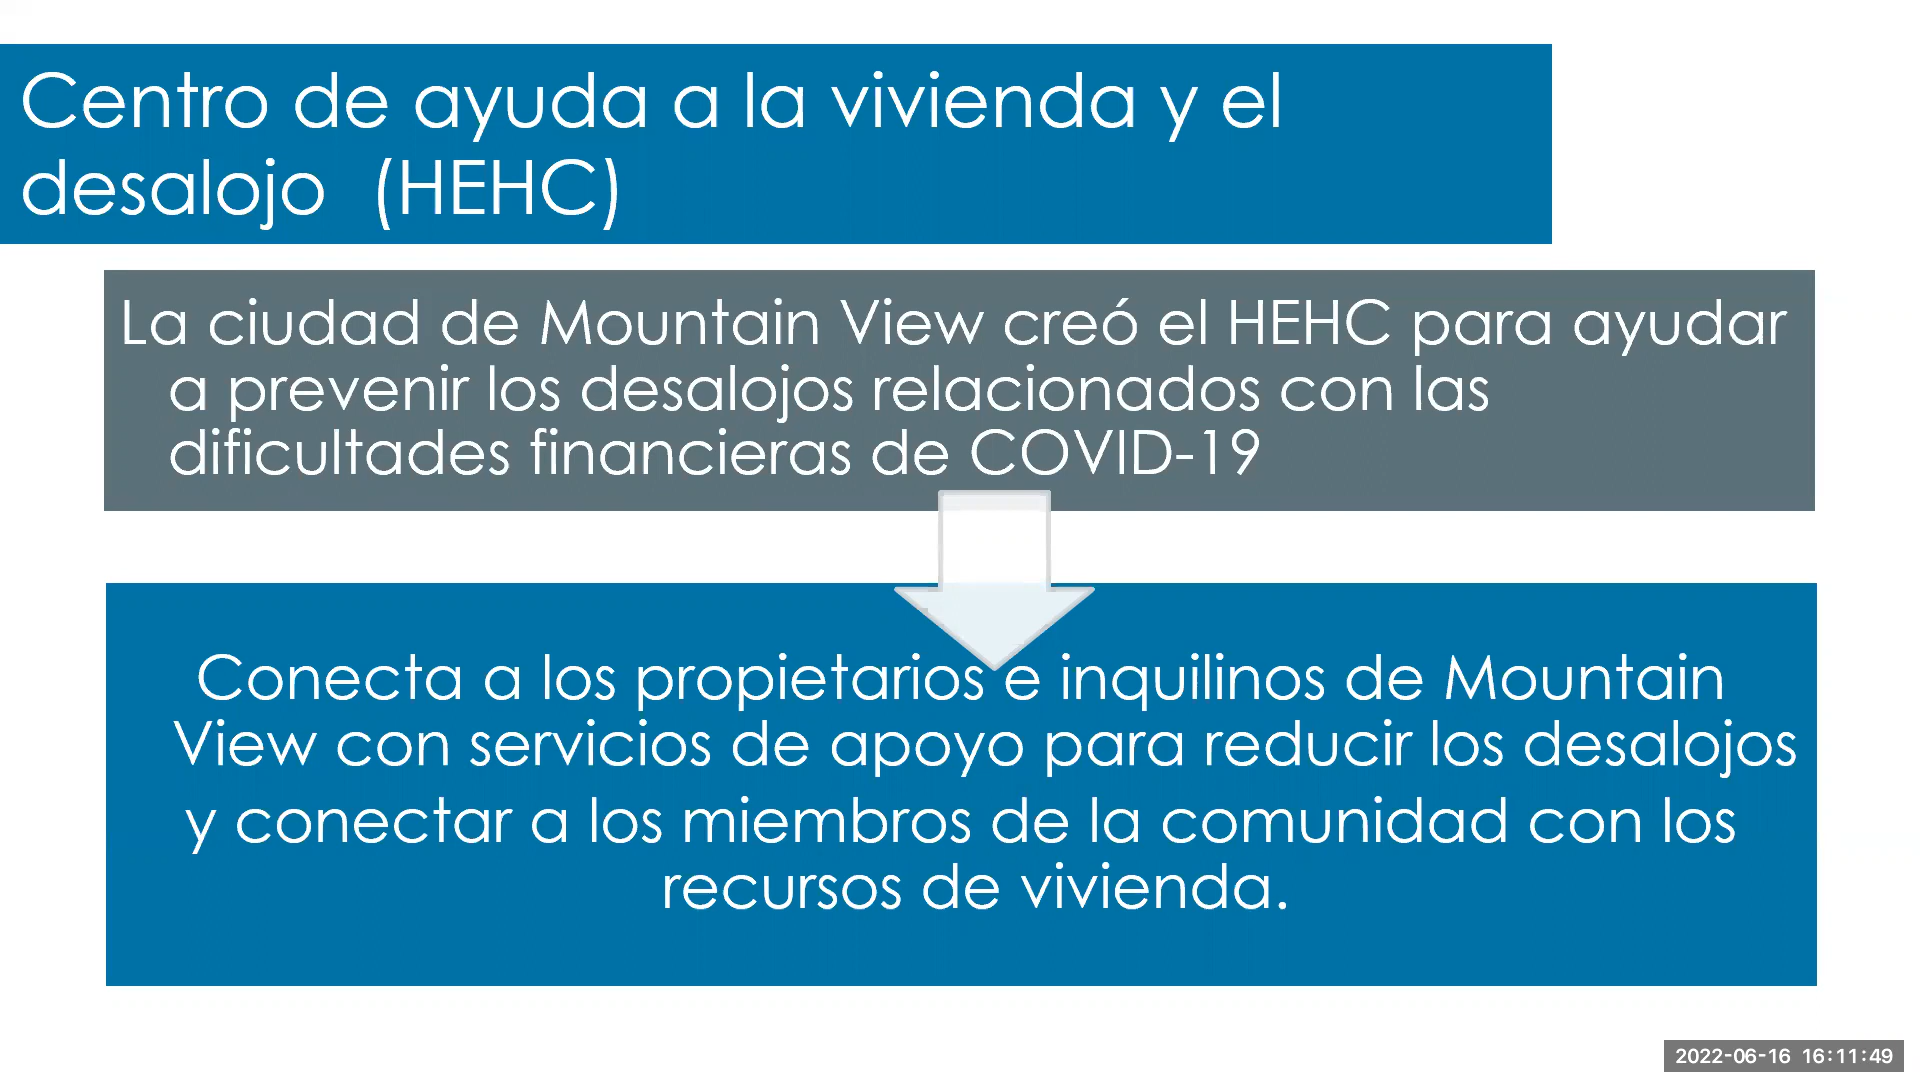 Centro de ayuda a la vivienda y el
desalojo (HEHC)
La ciudad de Mountain View creó el HEHC para ayudar
a prevenir los desalojos relacionados con las
dificultades financieras de COVID-19
Conecta a los propietarios e inquilinos de Mountain
View con servicios de apoyo para reducir los desalojos
y conectar a los miembros de la comunidad con los
recursos de vivienda.
2022-06-16 16:11:49